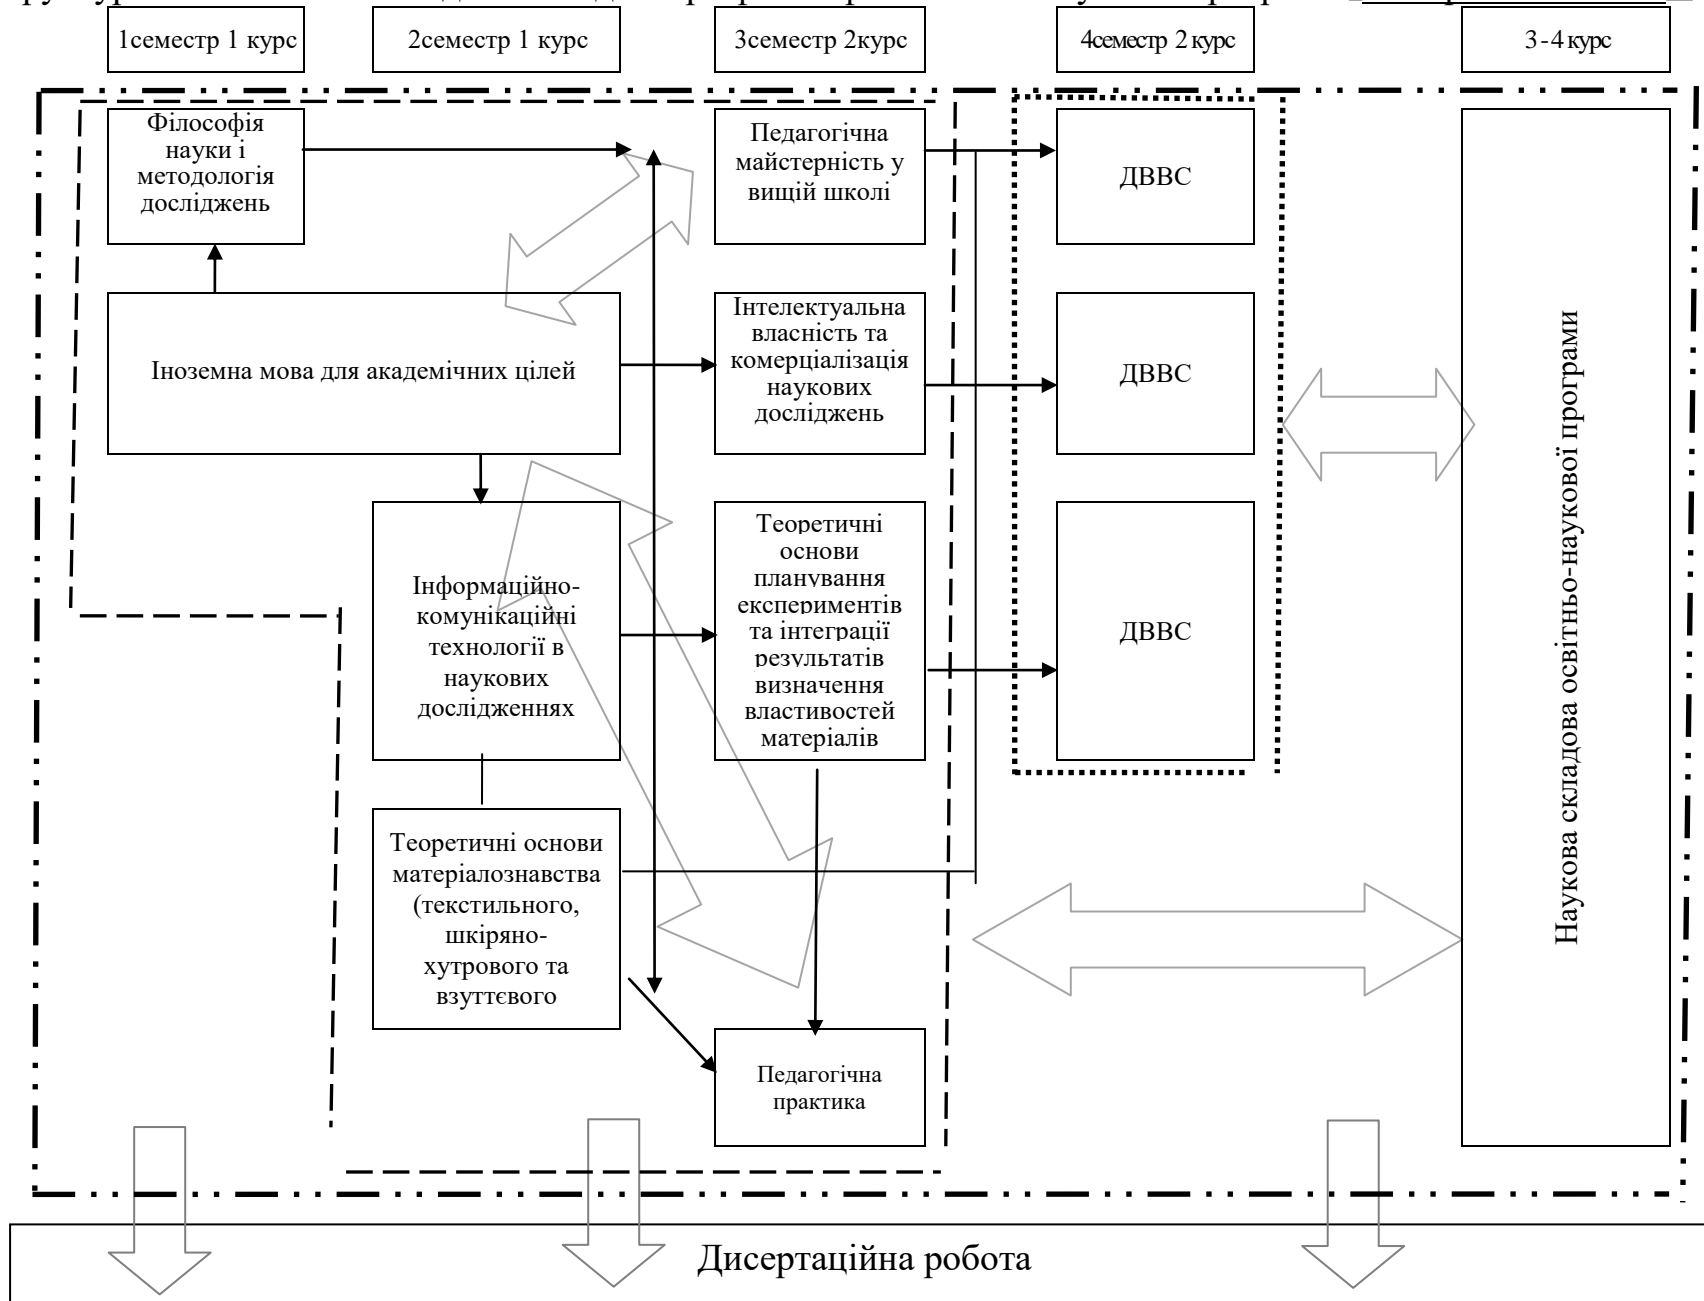 1семестр 1 курс
2семестр 1 курс
3семестр 2курс
4семестр 2 курс
3-4 курс
Філософія
науки і
методологія
досліджень
Педагогічна
майстерність у
вищій школі
ДВВС
Іноземна мова для академічних цілей
Інтелектуальна
власність та
комерціалізація
наукових
досліджень
ДВВС
Інформаційно-
комунікаційні
технології в
наукових
дослідженнях
Теоретичні
основи
планування
експериментів
та інтеграції
результатів
визначення
властивостей
матеріалів
ДВВС
Теоретичні основи
матеріалознавства
(текстильного,
шкіряно-
хутрового та
взуттєвого
Педагогічна
практика
Наукова складова освітньо-наукової програми
Дисертаційна робота